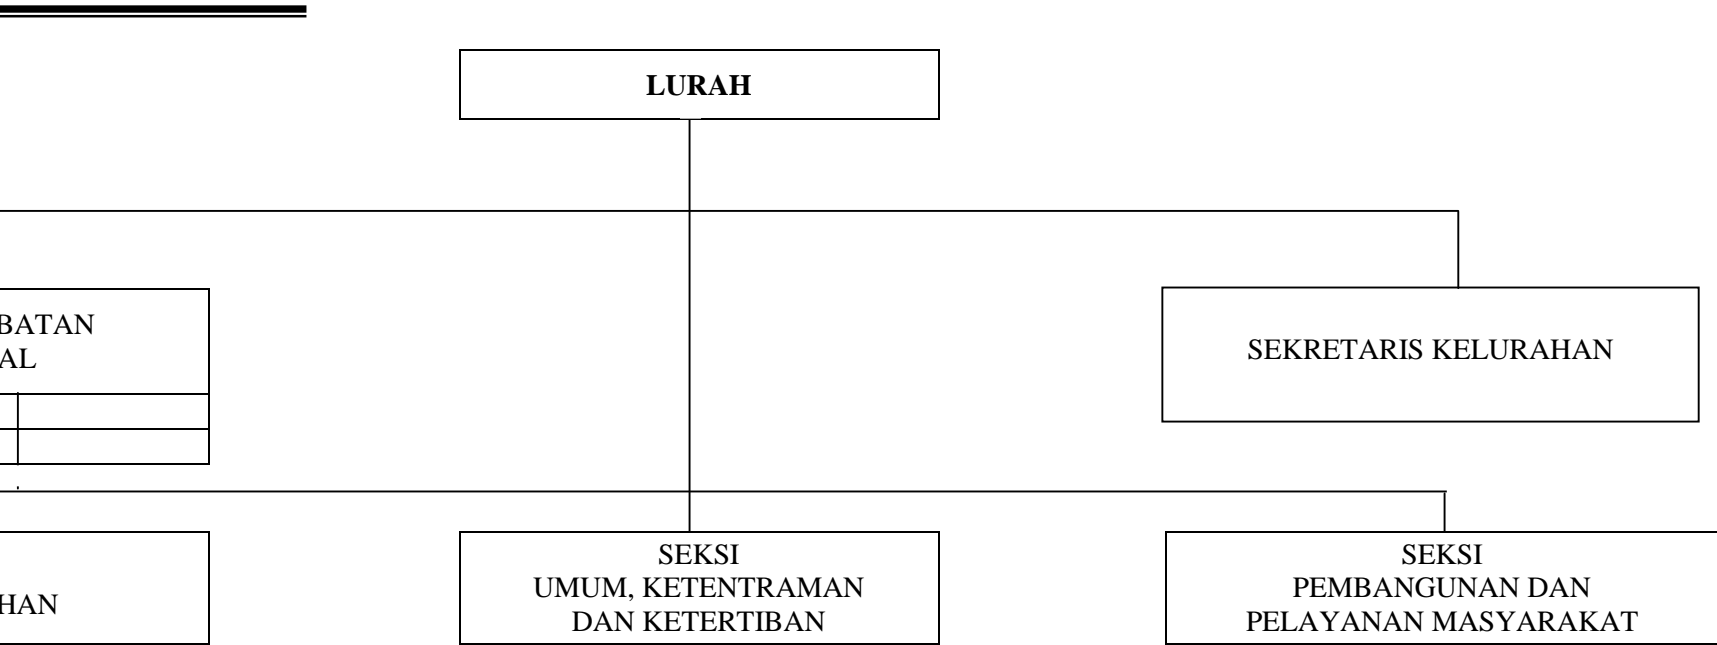 LURAH
BATAN
AL
SEKRETARIS KELURAHAN
HAN
SEKSI
UMUM, KETENTRAMAN
DAN KETERTIBAN
SEKSI
PEMBANGUNAN DAN
PELAYANAN MASYARAKAT